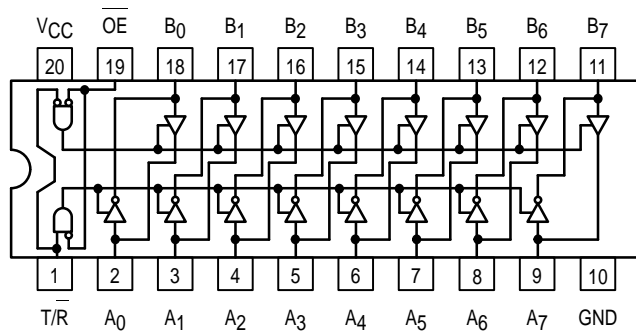 VCC OE B0 B1 B2 B3 B4 B5 B6 B7
20 19 18 17 16 15 14 13 12 11
1 2 3 4 5 6 7 8 9 10
T/R A0 A1 A2 A3 A4 A5 A6 A7 GND